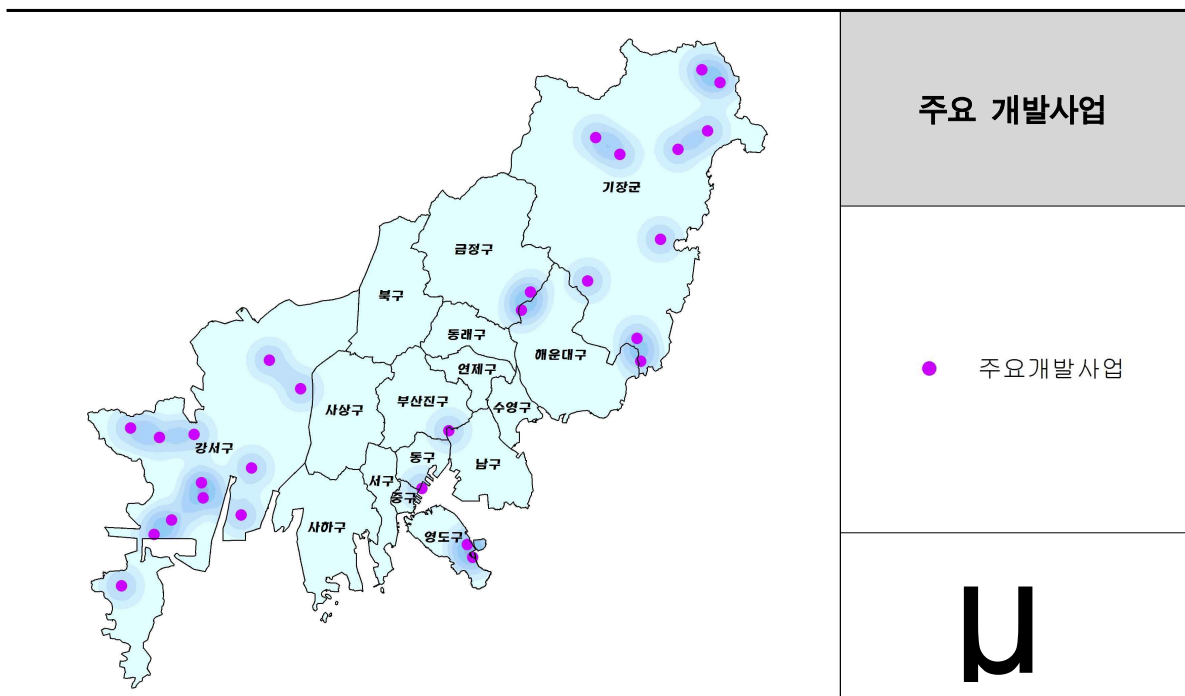 주요 개발사업
기장군
금정구
북구
동래구
해운대구
연제구
주요개발사업
부산진구
수영구
사상구
강서구
동구
남구
서구
중구
사하구
영도구
μ